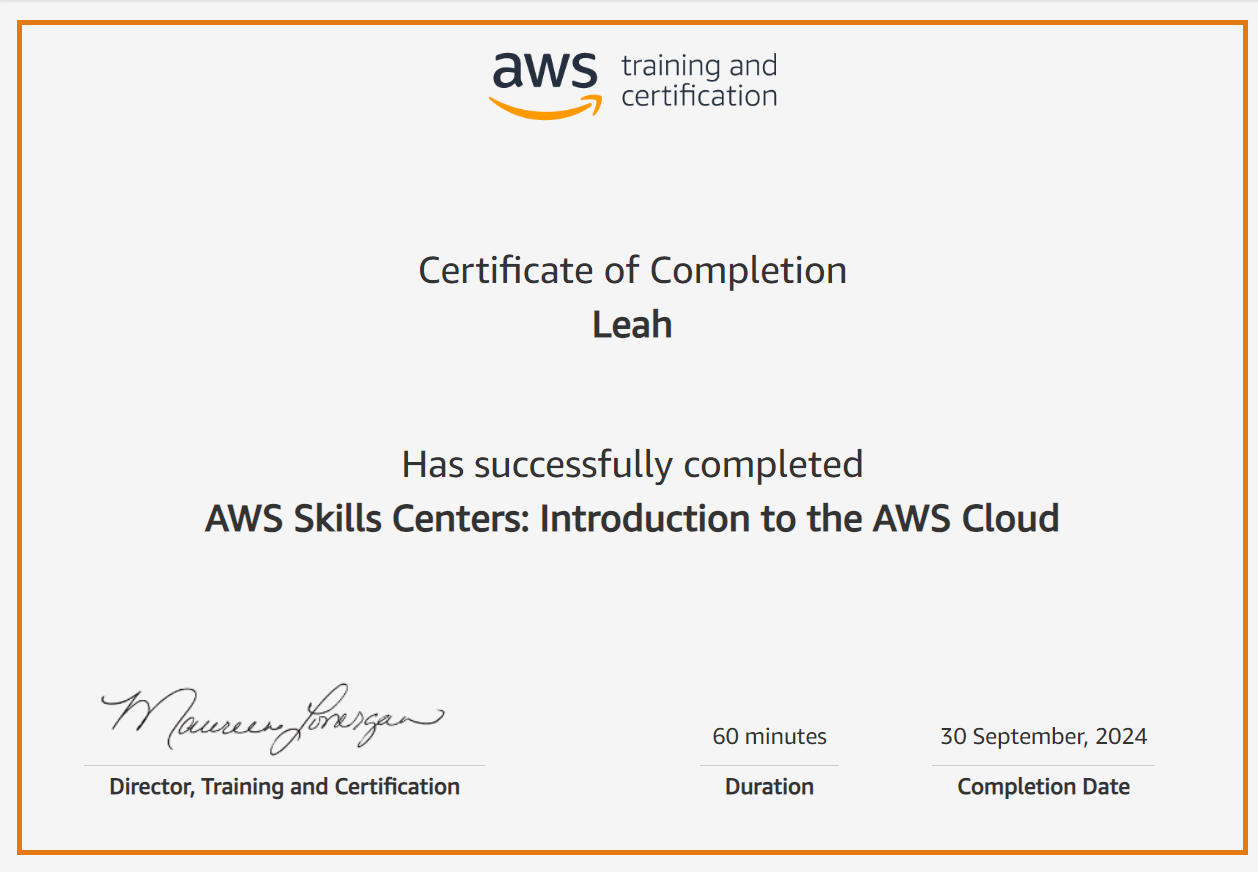 aws training and
certification
Certificate of Completion
Leah
Has successfully completed
AWS Skills Centers: Introduction to the AWS Cloud
Maureen Lonergan
Director, Training and Certification
60 minutes
Duration
30 September, 2024
Completion Date